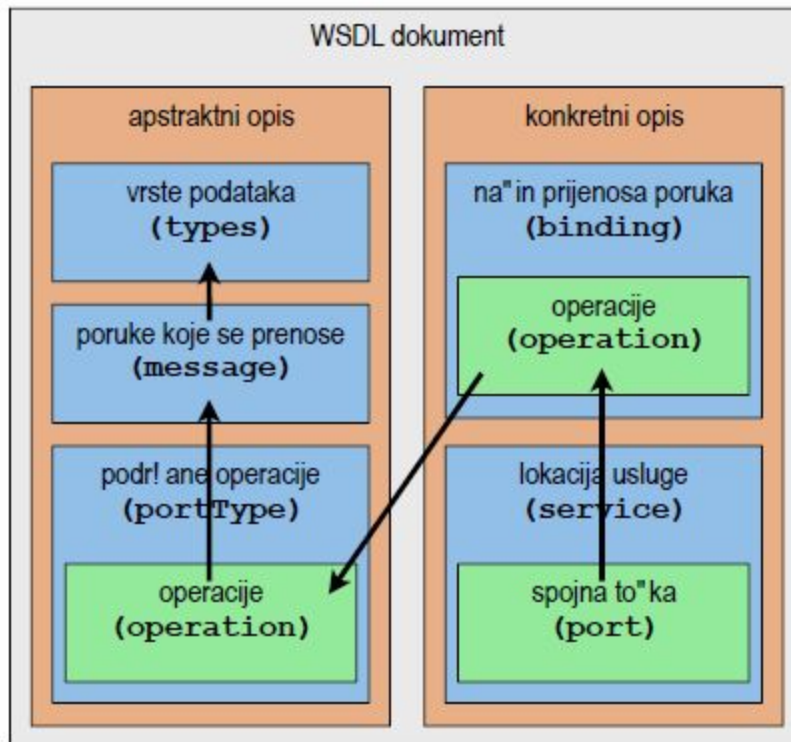 WSDL dokument
apstraktni opis
vrste podataka
(types)
poruke koje se prenose
(message)
podr! ane operacije
(portType)
operacije
(operation)
konkretni opis
na" in prijenosa poruka
(binding)
operacije
(operation)
lokacija usluge
(service)
spojna to" ka
(port)